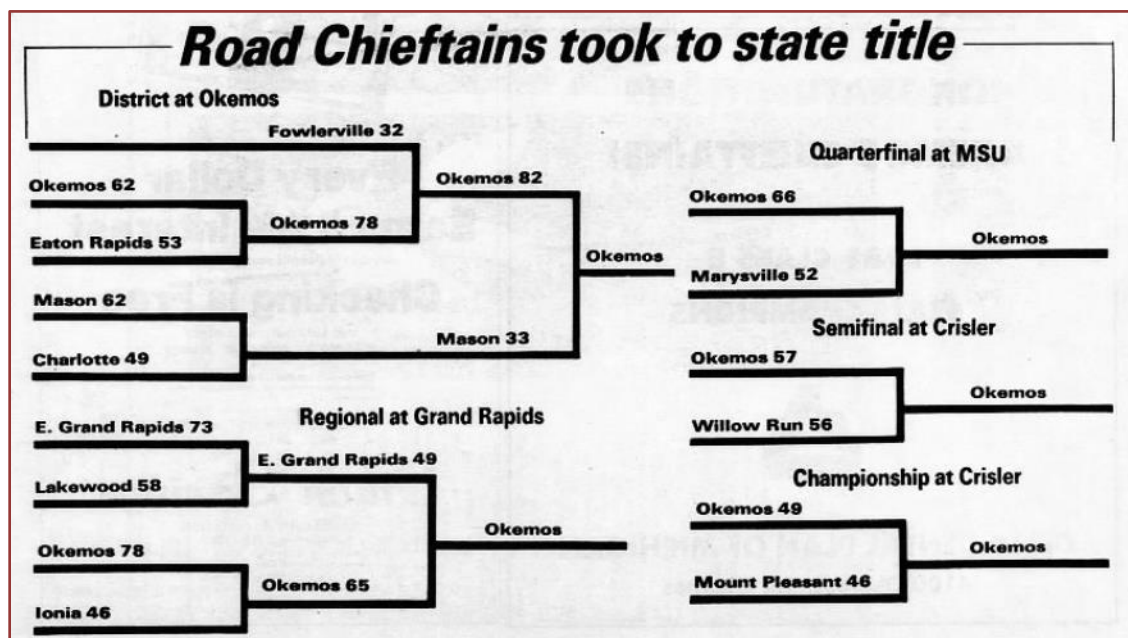 Road Chieftains took to state title
District at Okemos
Fowlerville 32
Okemos 62
Okemos 82
Okemos 78
Eaton Rapids 53
Okemos
Mason 62
Mason 33
Charlotte 49
Regional at Grand Rapids
E. Grand Rapids 73
E. Grand Rapids 49
Lakewood 58
Okemos
Okemos 78
Okemos 65
Ionia 46
Quarterfinal at MSU
Okemos 66
Okemos
Marysville 52
Semifinal at Crisler
Okemos 57
Okemos
Willow Run 56
Championship at Crisler
Okemos 49
Okemos
Mount Pleasant 46